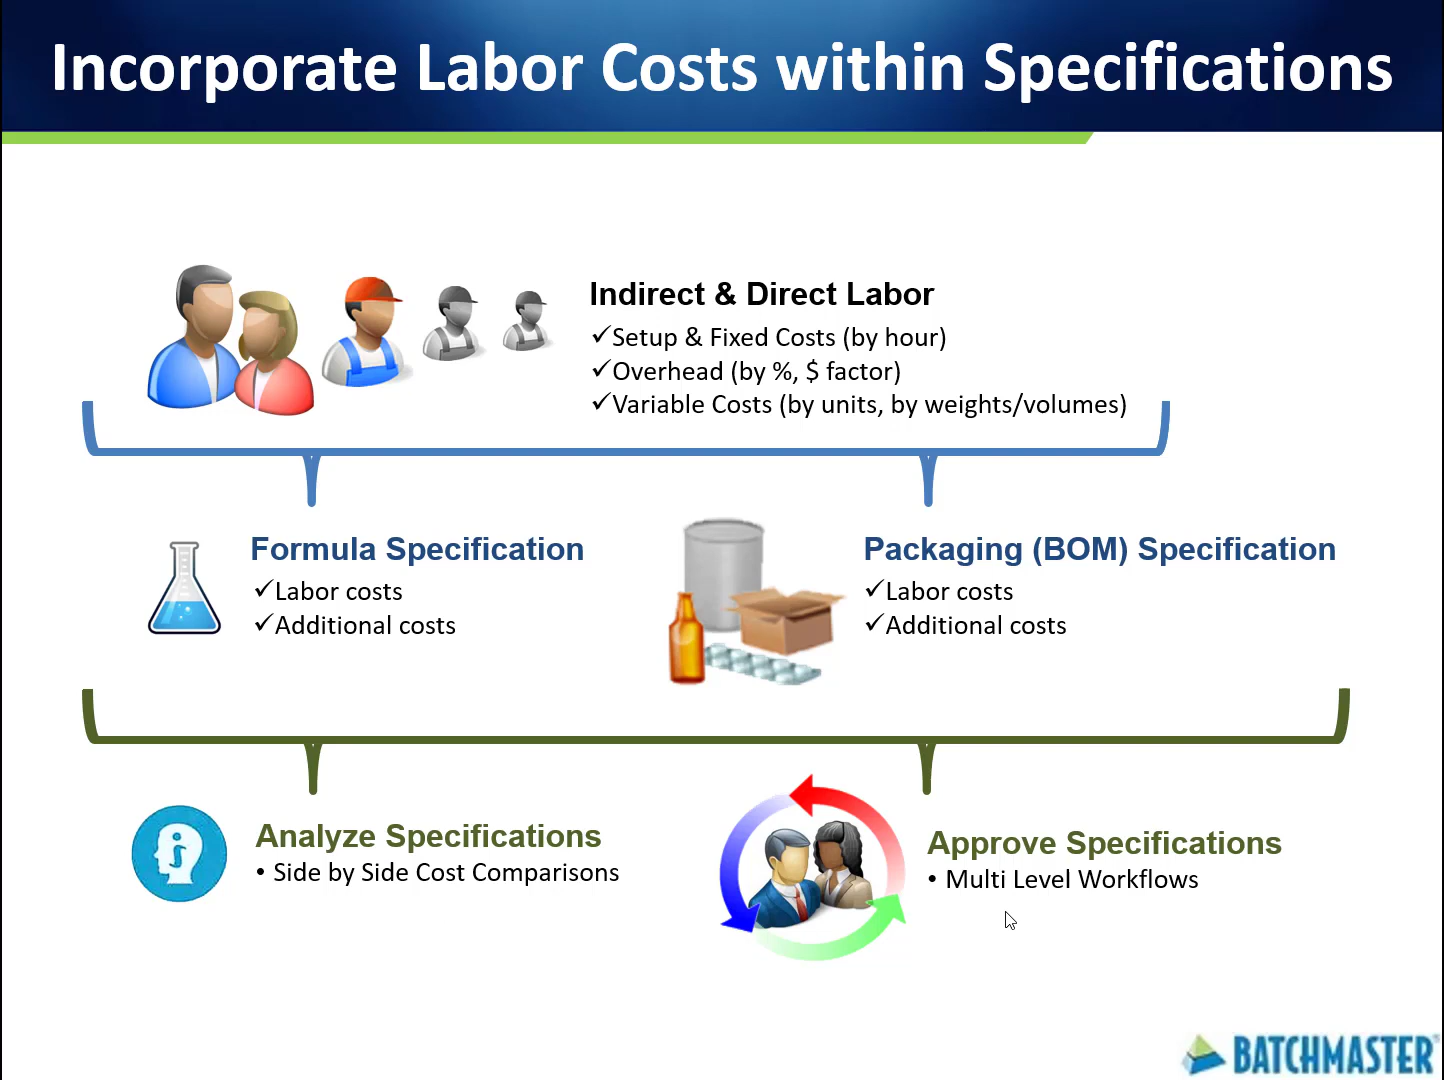 Incorporate Labor Costs within Specifications
Indirect & Direct Labor
✓Setup & Fixed Costs (by hour)
✓Overhead (by %, $ factor)
✓Variable Costs (by units, by weights/volumes)
Formula Specification
✓Labor costs
✓Additional costs
Packaging (BOM) Specification
✓Labor costs
✓Additional costs
Analyze Specifications
• Side by Side Cost Comparisons
Approve Specifications
• Multi Level Workflows
BATCHMASTER®